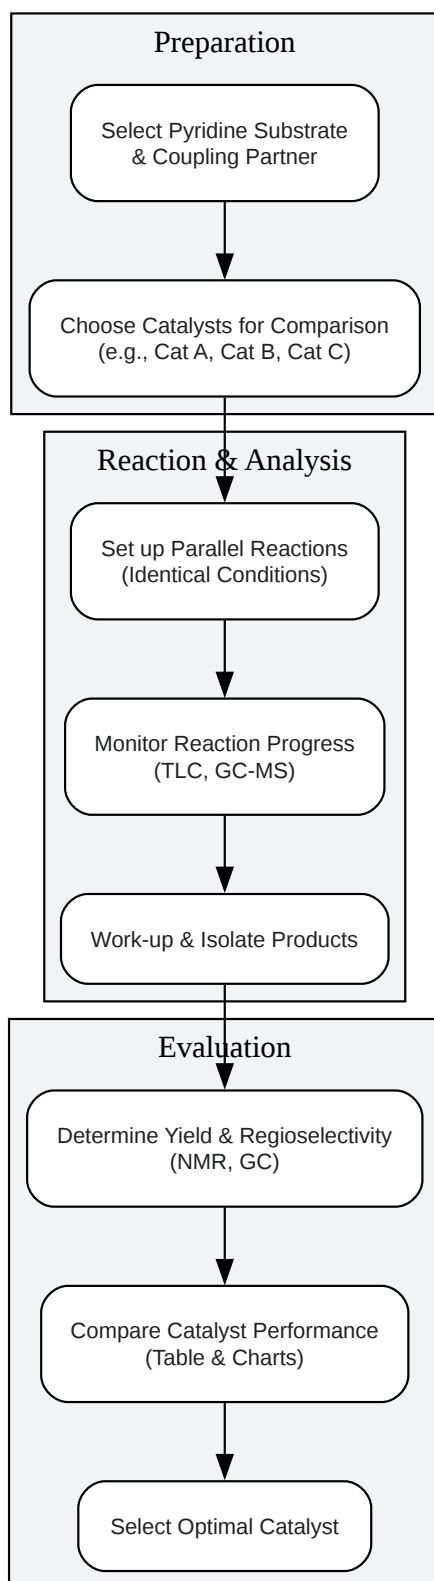 Preparation
Select Pyridine Substrate
& Coupling Partner
Choose Catalysts for Comparison
(e.g., Cat A, Cat B, Cat C)
Reaction & Analysis
Set up Parallel Reactions
(Identical Conditions)
Monitor Reaction Progress
(TLC, GC-MS)
Work-up & Isolate Products
Evaluation
Determine Yield & Regioselectivity
(NMR, GC)
Compare Catalyst Performance
(Table & Charts)
Select Optimal Catalyst